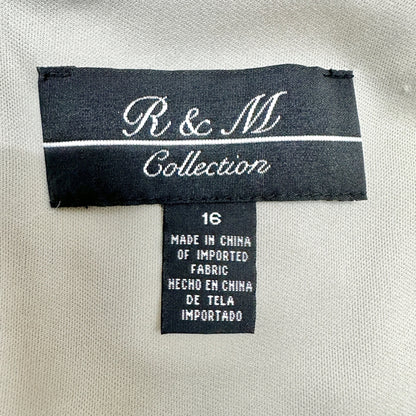 R & M
Collection
16
MADE IN CHINA
OF IMPORTED
FABRIC
HECHO EN CHINA
DE TELA
IMPORTADO